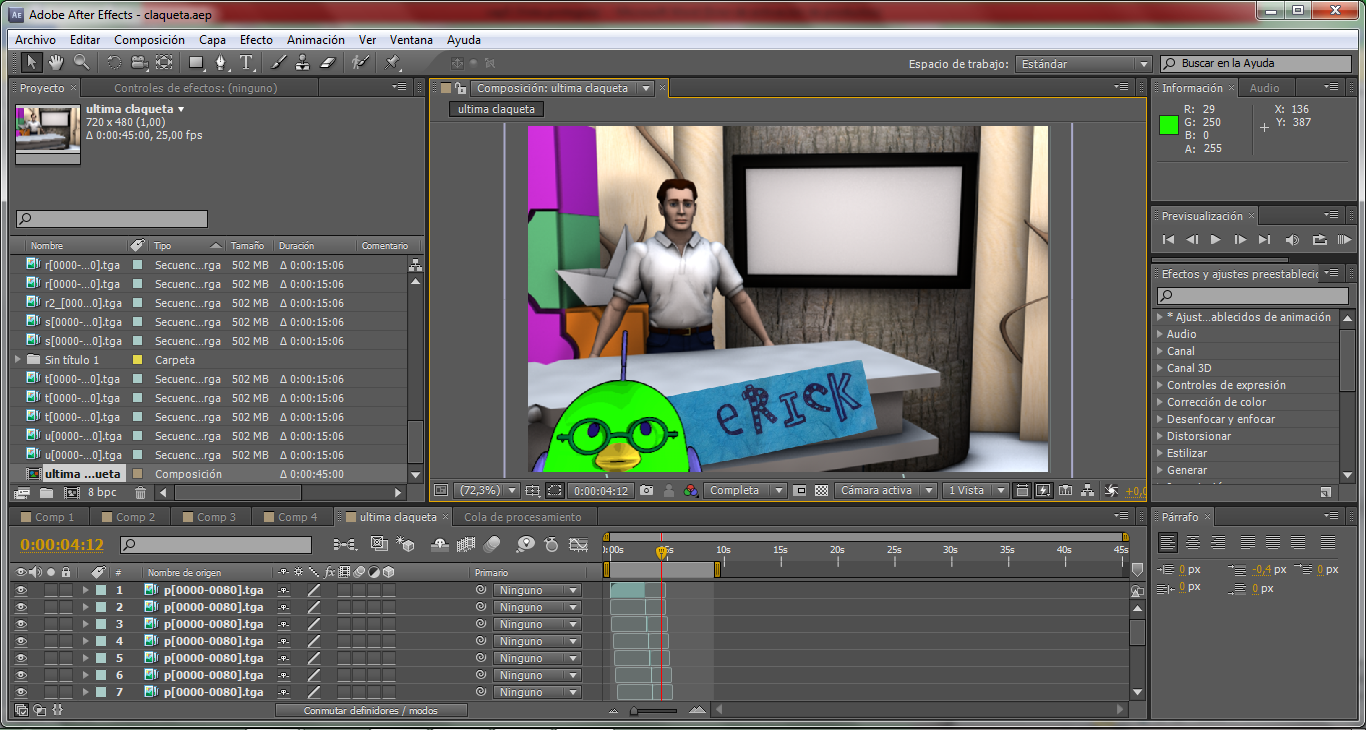 Ae Adobe After Effects - claqueta.aep
Archivo Editar Composición Capa Efecto Animación Ver Ventana Ayuda
Espacio de trabajo: Estándar Buscar en la Ayuda
Proyecto Controles de efectos: (ninguno)
ultima claqueta
720 x 480 (1,00)
Δ 0:00:45:00, 25,00 fps
Nombre Tipo Tamaño Duración Comentario
r[0000-...0].tga Secuenc...rga 502 MB Δ 0:00:15:06
r[0000-...0].tga Secuenc...rga 502 MB Δ 0:00:15:06
r2_[000...0].tga Secuenc...rga 502 MB Δ 0:00:15:06
s[0000-...0].tga Secuenc...rga 502 MB Δ 0:00:15:06
s[0000-...0].tga Secuenc...rga 502 MB Δ 0:00:15:06
Sin título 1 Carpeta
t[0000-...0].tga Secuenc...rga 502 MB Δ 0:00:15:06
t[0000-...0].tga Secuenc...rga 502 MB Δ 0:00:15:06
t[0000-...0].tga Secuenc...rga 502 MB Δ 0:00:15:06
u[0000-...0].tga Secuenc...rga 502 MB Δ 0:00:15:06
u[0000-...0].tga Secuenc...rga 502 MB Δ 0:00:15:06
ultima ...ueta Composición Δ 0:00:45:00
8 bpc
Composición: ultima claqueta
ultima claqueta
eRIcK
(72,3%) 0:00:04:12 Completa Cámara activa 1 Vista +0,0
Información Audio
R: 29 X: 136
G: 250 Y: 387
B: 0
A: 255
Previsualización
Efectos y ajustes preestablecic
* Ajust...ablecidos de animación
Audio
Canal
Canal 3D
Controles de expresión
Corrección de color
Desenfocar y enfocar
Distorsionar
Estilizar
Generar
Comp 1 Comp 2 Comp 3 Comp 4 ultima claqueta Cola de procesamiento
0:00:04:12
0:00s 05s 10s 15s 20s 25s 30s 35s 40s 45s
# Nombre de origen fx Primario
1 p[0000-0080].tga Ninguno
2 p[0000-0080].tga Ninguno
3 p[0000-0080].tga Ninguno
4 p[0000-0080].tga Ninguno
5 p[0000-0080].tga Ninguno
6 p[0000-0080].tga Ninguno
7 p[0000-0080].tga Ninguno
Conmutar definidores / modos
Párrafo
0 px -0,4 px 0 px
0 px 0 px